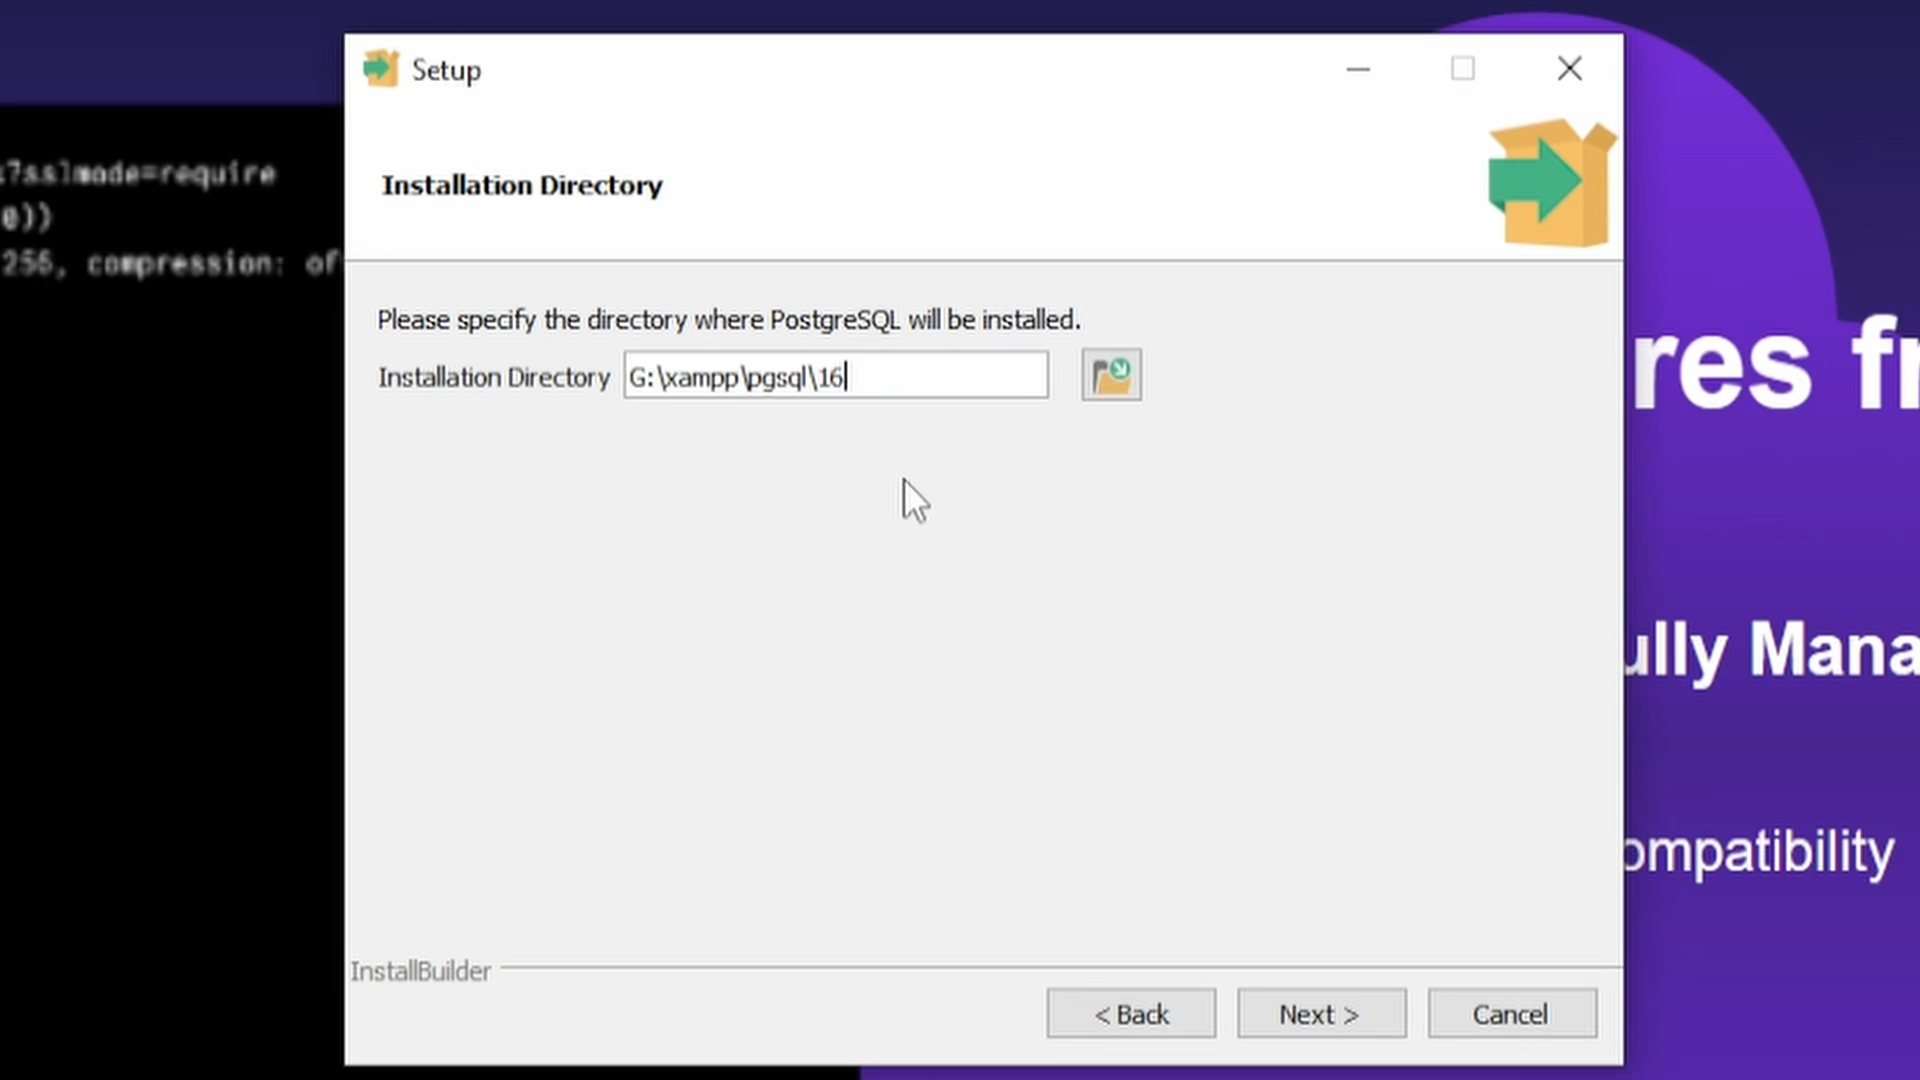 Setup
Installation Directory
Please specify the directory where PostgreSQL will be installed.
Installation Directory G:\xampp\pgsql\16
InstallBuilder
< Back Next > Cancel
?sslmode=require
0))
256, compression: of
res fr
ully Mana
ompatibility